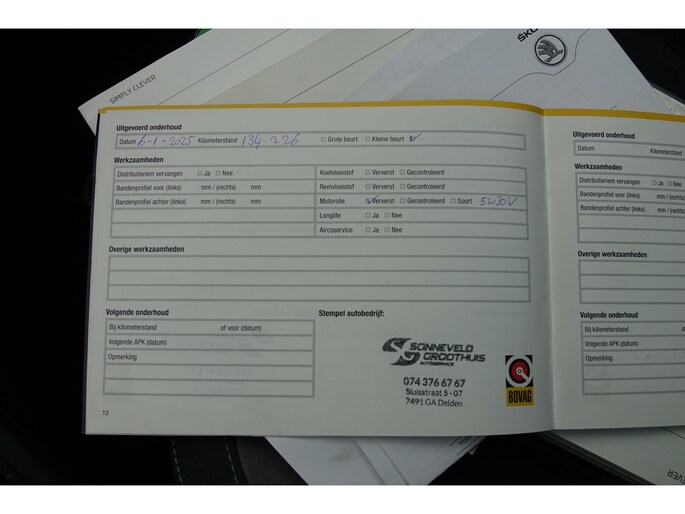 SIMPLY CLEVER
ŠKO
Uitgevoerd onderhoud
Datum 6-1-2025 Kilometerstand 134 226 ☐ Grote beurt ☐ Kleine beurt ✓
Werkzaamheden
Distributieriem vervangen ☐ Ja ☐ Nee
Bandenprofiel voor (links) mm / (rechts) mm
Bandenprofiel achter (links) mm / (rechts) mm
Koelvloeistof ☐ Ververst ☐ Gecontroleerd
Remvloeistof ☐ Ververst ☐ Gecontroleerd
Motorolie ☑ Ververst ☐ Gecontroleerd ☐ Soort 5W30V
Longlife ☐ Ja ☐ Nee
Aircoservice ☐ Ja ☐ Nee
Overige werkzaamheden
Volgende onderhoud
Bij kilometerstand of voor (datum)
Volgende APK (datum)
Opmerking
Stempel autobedrijf:
SONNEVELD
GROOTHUIS
AUTOSERVICE
074 376 67 67
Sluisstraat 5 - 07
7491 GA Delden
BOVAG
12
Uitgevoerd onderhoud
Datum Kilometerstand
Werkzaamheden
Distributieriem vervangen ☐ Ja ☐ Nee
Bandenprofiel voor (links) mm / (rechts)
Bandenprofiel achter (links) mm / (rechts)
Overige werkzaamheden
Volgende onderhoud
Bij kilometerstand
Volgende APK (datum)
Opmerking
EVER